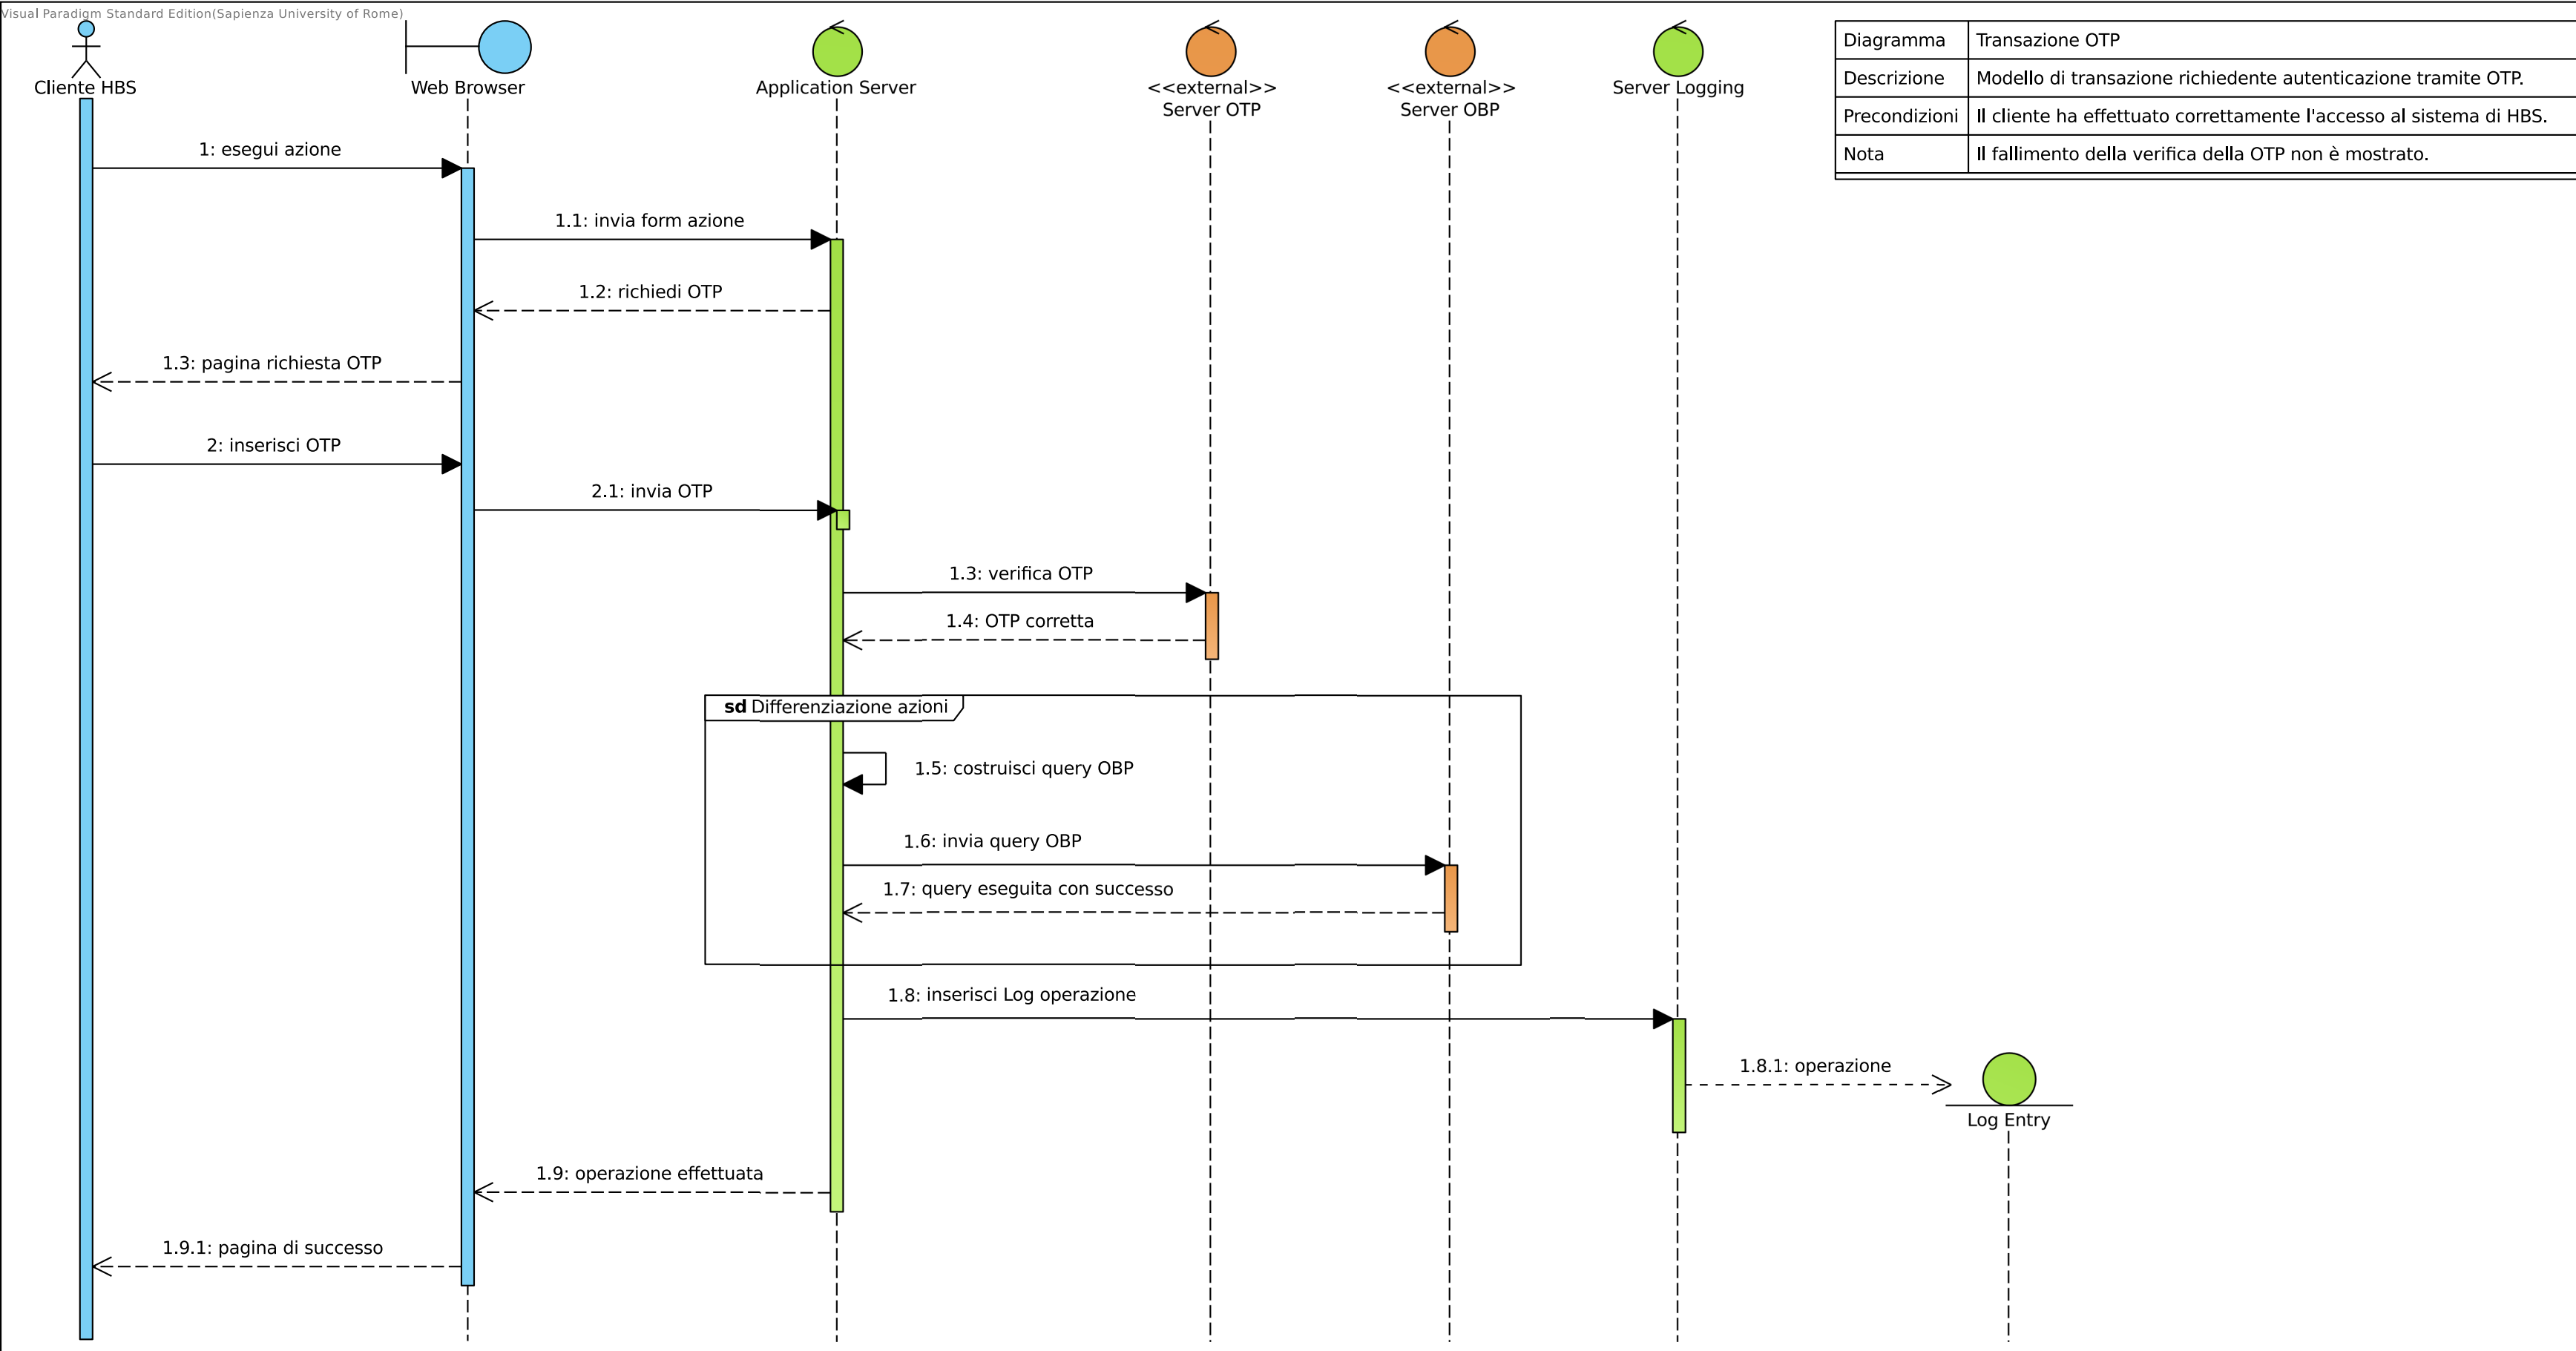 Visual Paradigm Standard Edition(Sapienza University of Rome)
Cliente HBS
Web Browser
Application Server
<<external>>
Server OTP
<<external>>
Server OBP
Server Logging
Diagramma Transazione OTP
Descrizione Modello di transazione richiedente autenticazione tramite OTP.
Precondizioni Il cliente ha effettuato correttamente l'accesso al sistema di HBS.
Nota Il fallimento della verifica della OTP non è mostrato.
1: esegui azione
1.1: invia form azione
1.2: richiedi OTP
1.3: pagina richiesta OTP
2: inserisci OTP
2.1: invia OTP
1.3: verifica OTP
1.4: OTP corretta
sd Differenziazione azioni
1.5: costruisci query OBP
1.6: invia query OBP
1.7: query eseguita con successo
1.8: inserisci Log operazione
1.8.1: operazione
Log Entry
1.9: operazione effettuata
1.9.1: pagina di successo